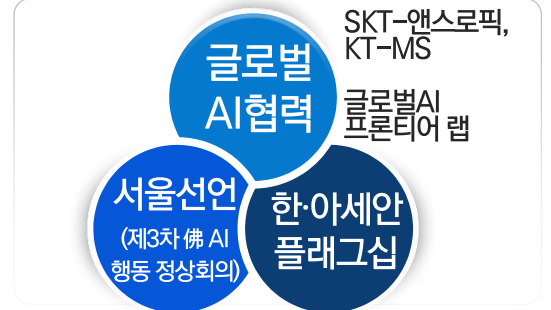 글로벌
AI협력
SKT-앤스로픽,
KT-MS
글로벌AI
프론티어 랩
서울선언
(제3차 佛 AI
행동 정상회의)
한·아세안
플래그십